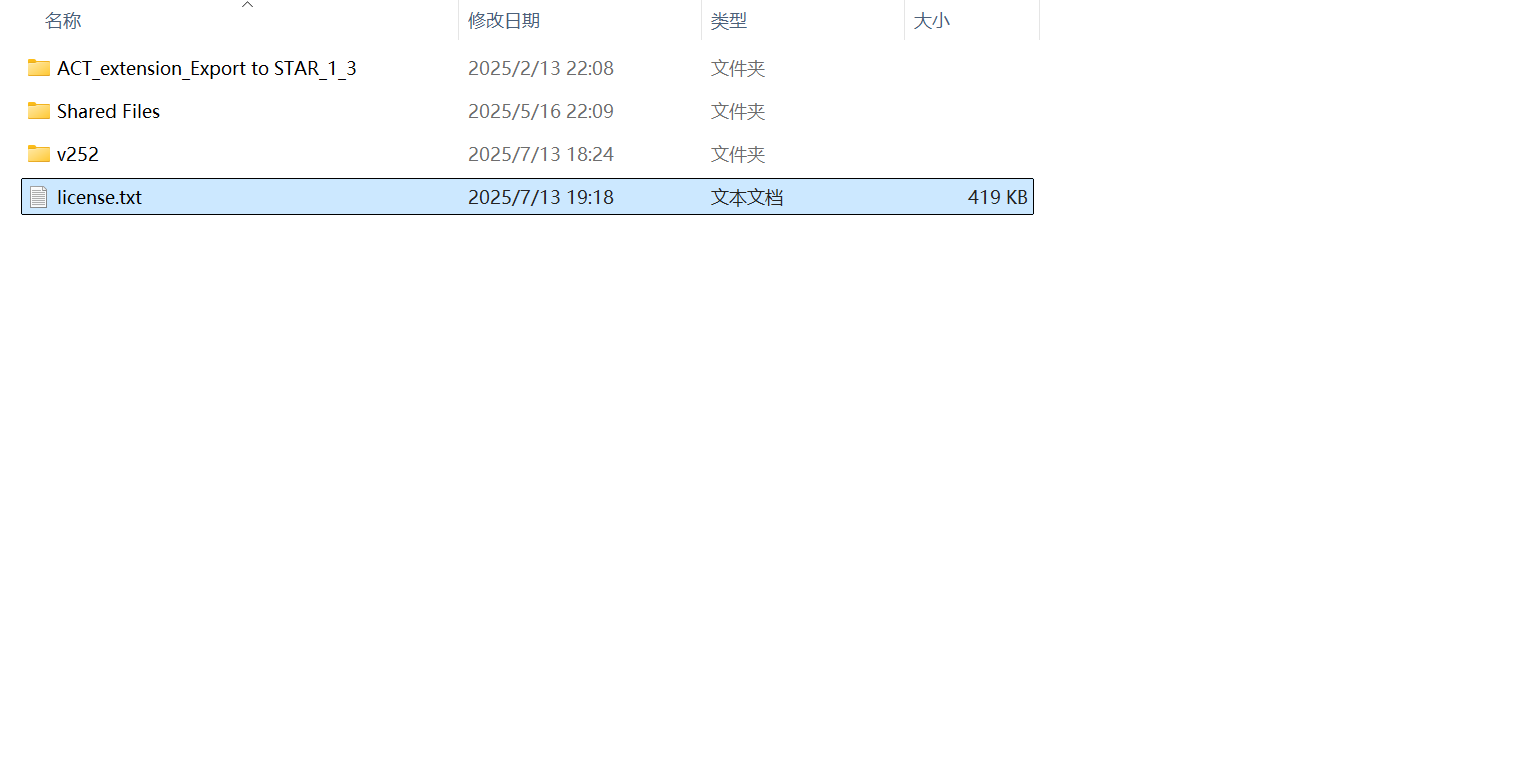 名称 修改日期 类型 大小
ACT_extension_Export to STAR_1_3 2025/2/13 22:08 文件夹
Shared Files 2025/5/16 22:09 文件夹
v252 2025/7/13 18:24 文件夹
license.txt 2025/7/13 19:18 文本文档 419 KB